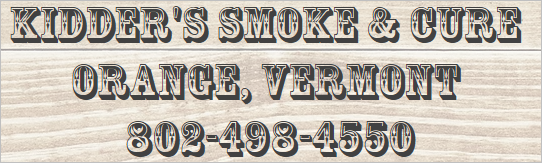 KIDDER'S SMOKE & CURE
ORANGE, VERMONT
802-498-4550